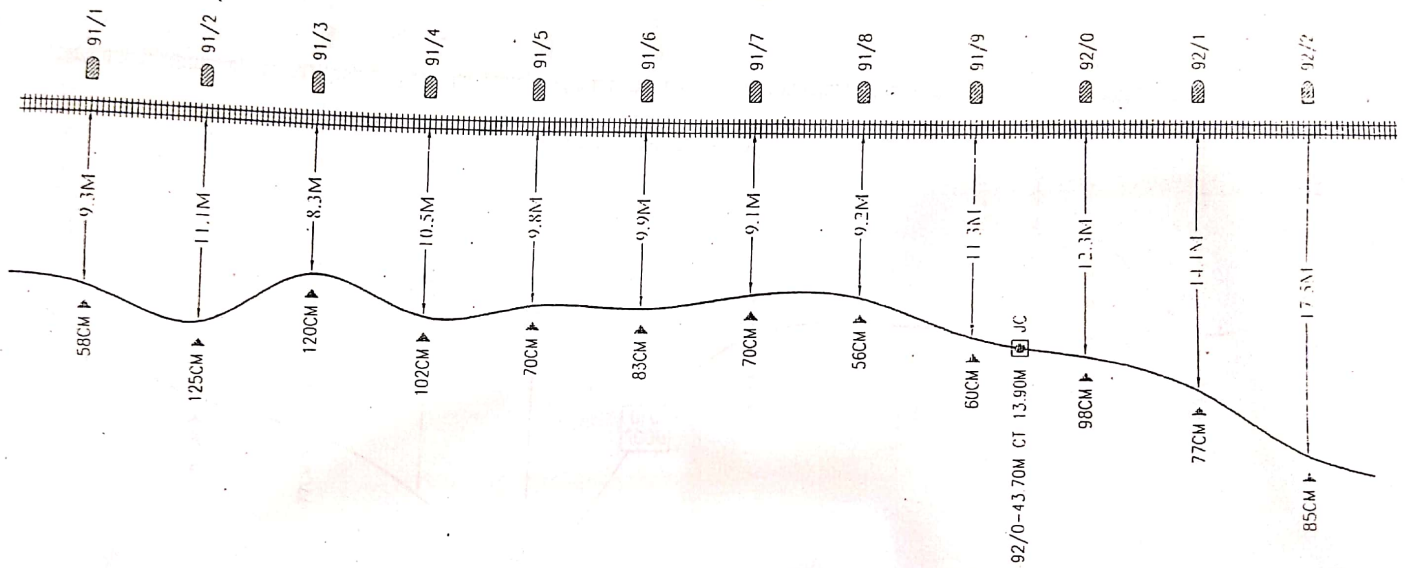 91/1
91/2
91/3
91/4
91/5
91/6
91/7
91/8
91/9
92/0
92/1
92/2
9.3M
11.1M
8.3M
10.5M
9.8M
9.9M
9.1M
9.2M
11.3M
12.3M
14.1M
17.5M
58CM
125CM
120CM
102CM
70CM
83CM
70CM
56CM
60CM
92/0-43 70M CT 13.90M JC
98CM
77CM
85CM